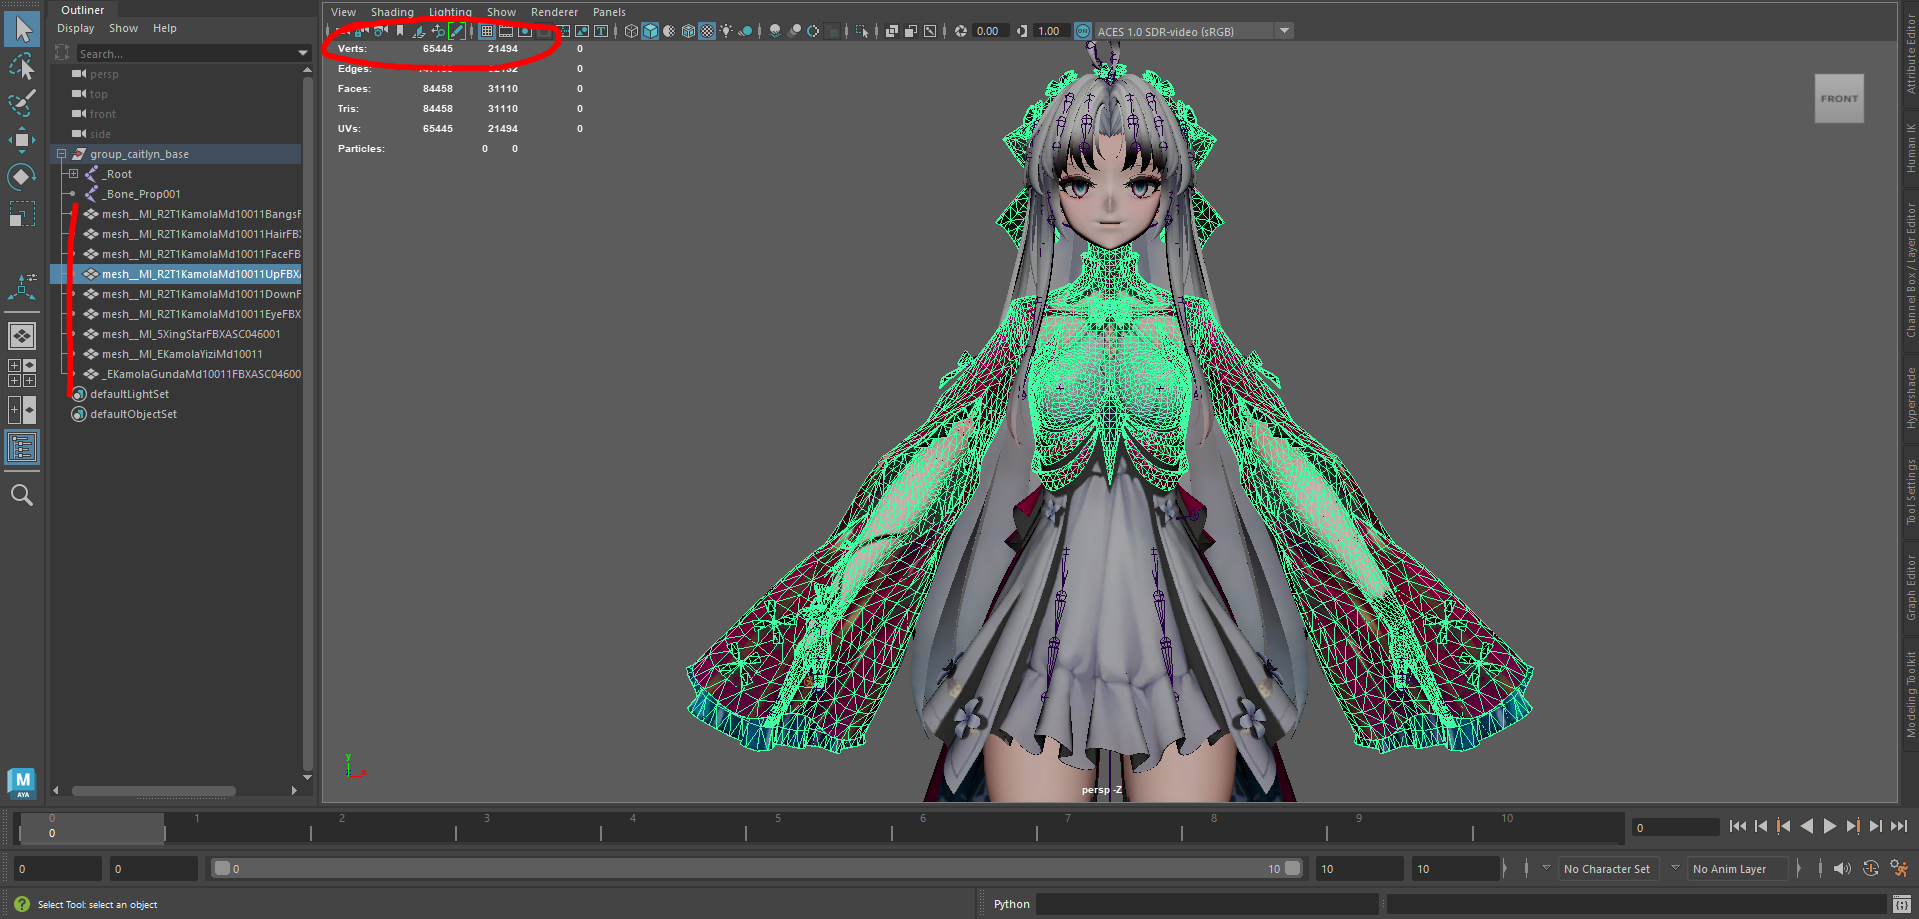 Outliner
Display Show Help
Search...
persp
top
front
side
group_caitlyn_base
_Root
_Bone_Prop001
mesh__MI_R2T1KamolaMd10011BangsF
mesh__MI_R2T1KamolaMd10011HairFBX
mesh__MI_R2T1KamolaMd10011FaceFB
mesh__MI_R2T1KamolaMd10011UpFBXA
mesh__MI_R2T1KamolaMd10011DownF
mesh__MI_R2T1KamolaMd10011EyeFBX
mesh__MI_5XingStarFBXASC046001
mesh__MI_EKamolaYiziMd10011
_EKamolaGundaMd10011FBXASC04600
defaultLightSet
defaultObjectSet
View Shading Lighting Show Renderer Panels
0.00 1.00 ACES 1.0 SDR-video (sRGB)
Verts: 65445 21494 0
Edges: 0
Faces: 84458 31110 0
Tris: 84458 31110 0
UVs: 65445 21494 0
Particles: 0 0
FRONT
y
x
persp -Z
Attribute Editor
Human IK
Channel Box / Layer Editor
Hypershade
Tool Settings
Graph Editor
Modeling Toolkit
M
AYA
0 1 2 3 4 5 6 7 8 9 10
0
0
0 0 0 10 10 10 No Character Set No Anim Layer
Select Tool: select an object
Python